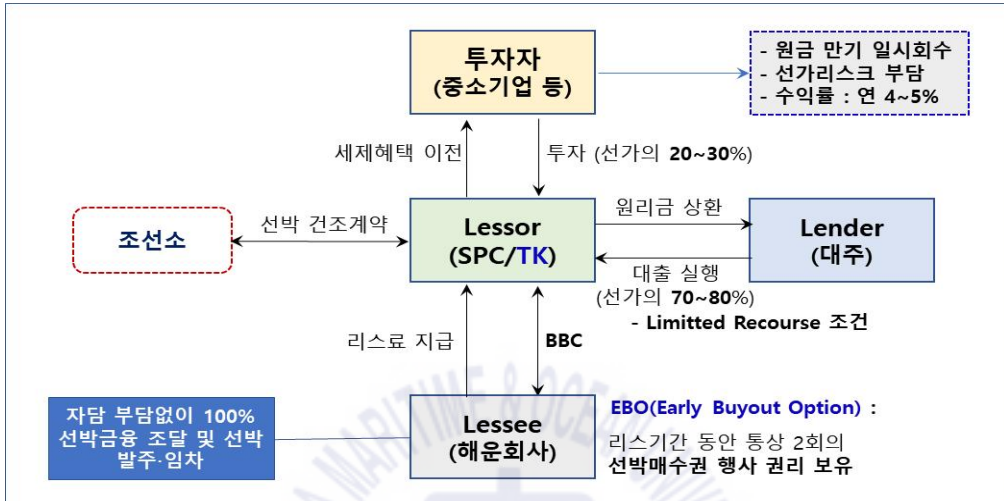 투자자
(중소기업 등)
- 원금 만기 일시회수
- 선가리스크 부담
- 수익률 : 연 4~5%
세제혜택 이전
투자 (선가의 20~30%)
조선소
선박 건조계약
Lessor
(SPC/TK)
원리금 상환
Lender
(대주)
대출 실행
(선가의 70~80%)
- Limitted Recourse 조건
리스료 지급
BBC
자담 부담없이 100%
선박금융 조달 및 선박
발주·임차
Lessee
(해운회사)
EBO(Early Buyout Option) :
리스기간 동안 통상 2회의
선박매수권 행사 권리 보유
MARITIME & OCEAN